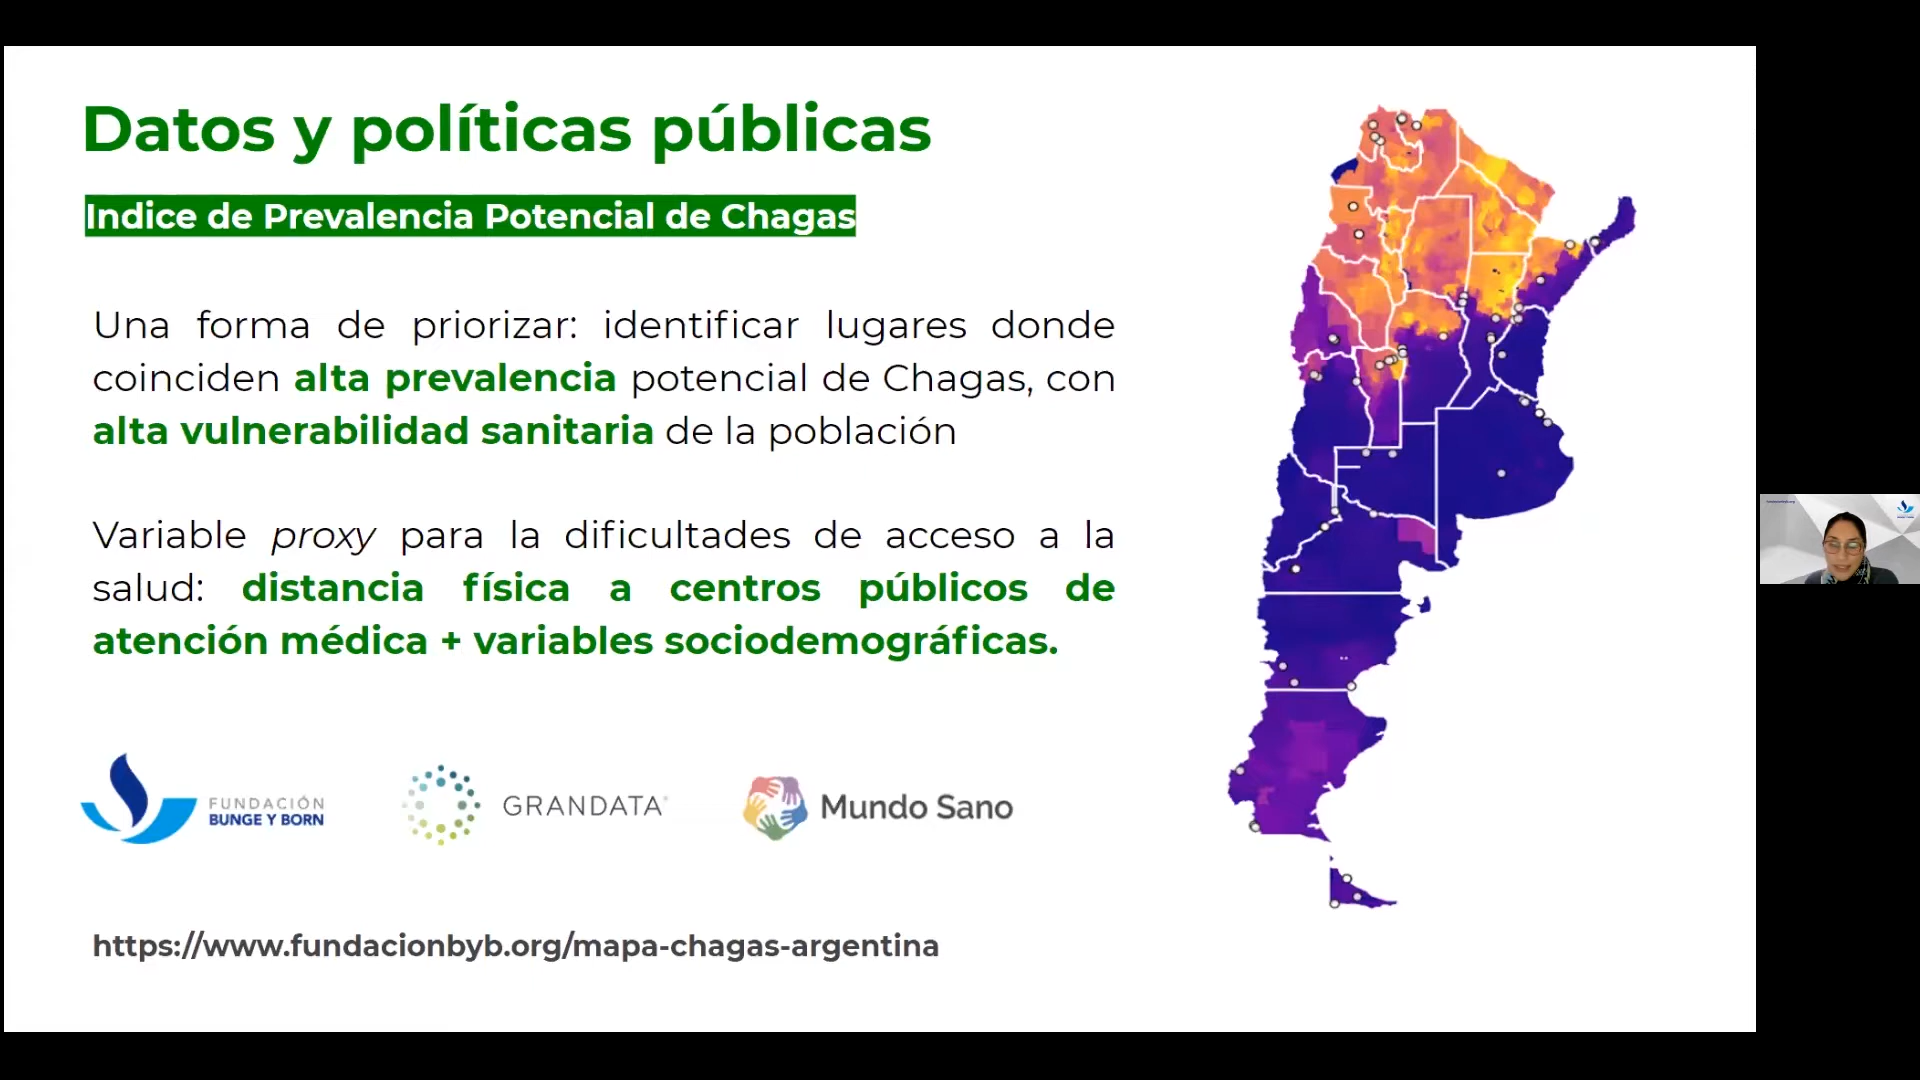 Datos y políticas públicas
Indice de Prevalencia Potencial de Chagas
Una forma de priorizar: identificar lugares donde
coinciden alta prevalencia potencial de Chagas, con
alta vulnerabilidad sanitaria de la población
Variable proxy para la dificultades de acceso a la
salud: distancia física a centros públicos de
atención médica + variables sociodemográficas.
FUNDACIÓN
BUNGE Y BORN
GRANDATA
Mundo Sano
https://www.fundacionbyb.org/mapa-chagas-argentina